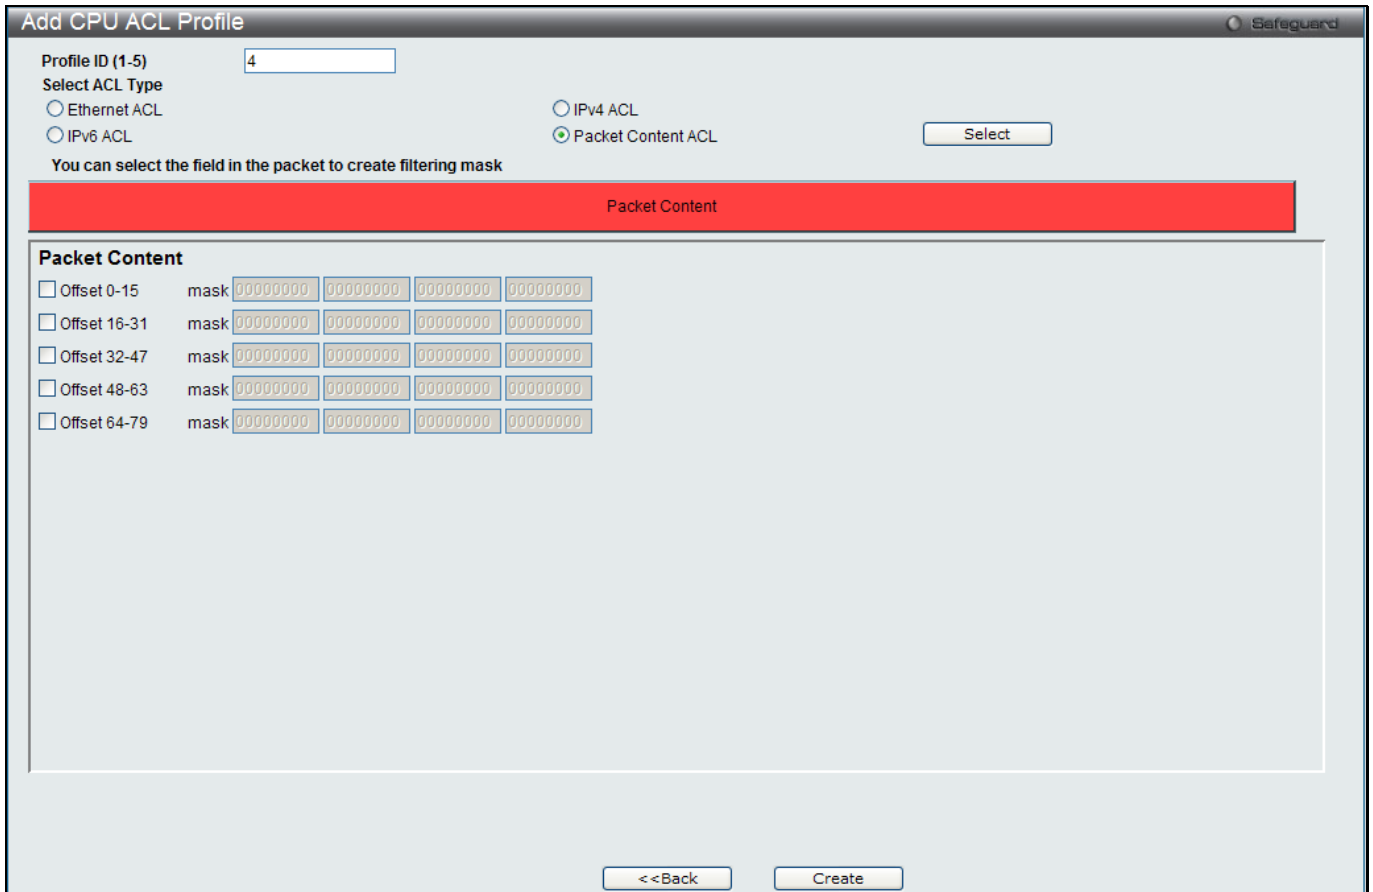 Add CPU ACL Profile
Safeguard
Profile ID (1-5) 4
Select ACL Type
Ethernet ACL IPv4 ACL
IPv6 ACL Packet Content ACL Select
You can select the field in the packet to create filtering mask
Packet Content
Packet Content
Offset 0-15 mask 00000000 00000000 00000000 00000000
Offset 16-31 mask 00000000 00000000 00000000 00000000
Offset 32-47 mask 00000000 00000000 00000000 00000000
Offset 48-63 mask 00000000 00000000 00000000 00000000
Offset 64-79 mask 00000000 00000000 00000000 00000000
<<Back Create